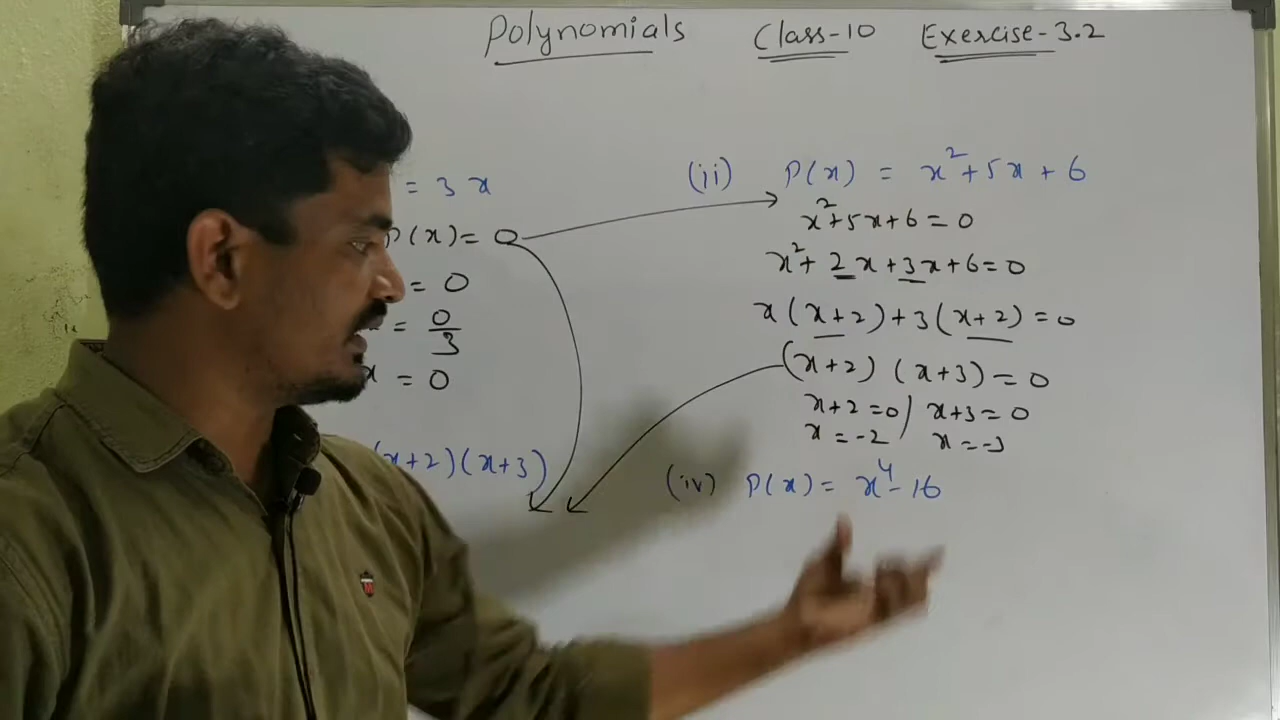 Polynomials Class-10 Exercise-3.2
= 3x
P(x) = 0
= 0
= 0/3
x = 0
(x+2)(x+3)
(ii) P(x) = x²+5x+6
x²+5x+6=0
x²+2x+3x+6=0
x(x+2)+3(x+2)=0
(x+2) (x+3)=0
x+2=0/ x+3=0
x=-2 x=-3
(iv) P(x) = x⁴-16